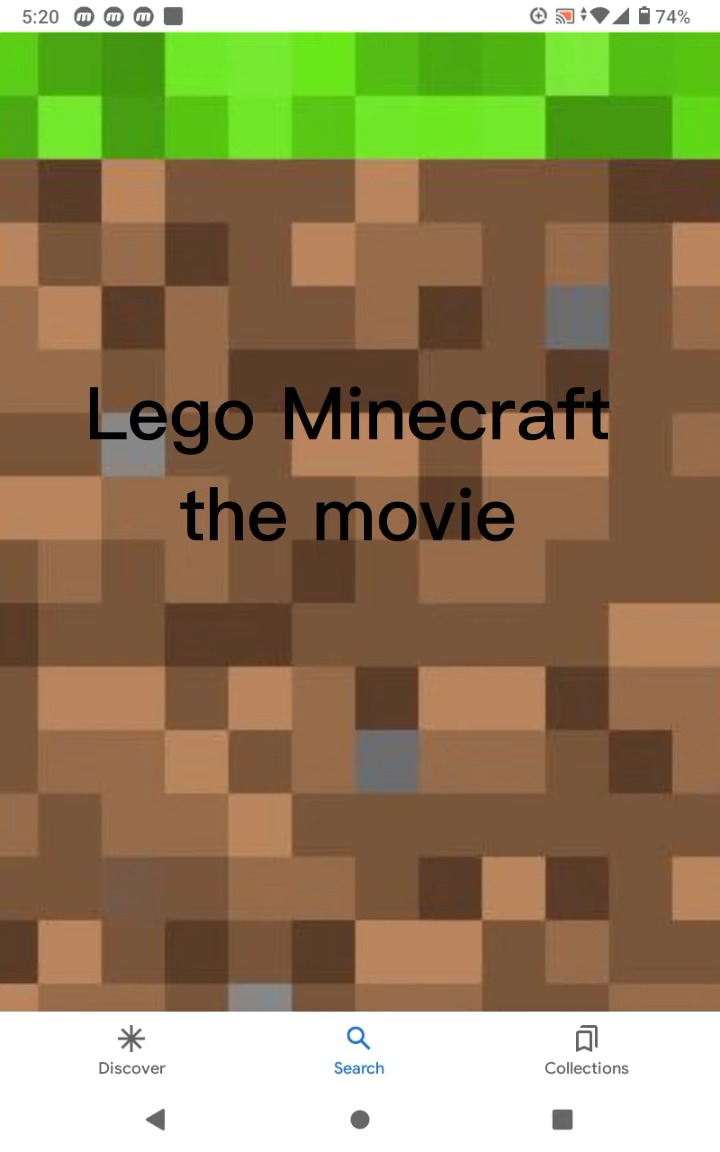 5:20
74%
Lego Minecraft
the movie
Discover
Search
Collections